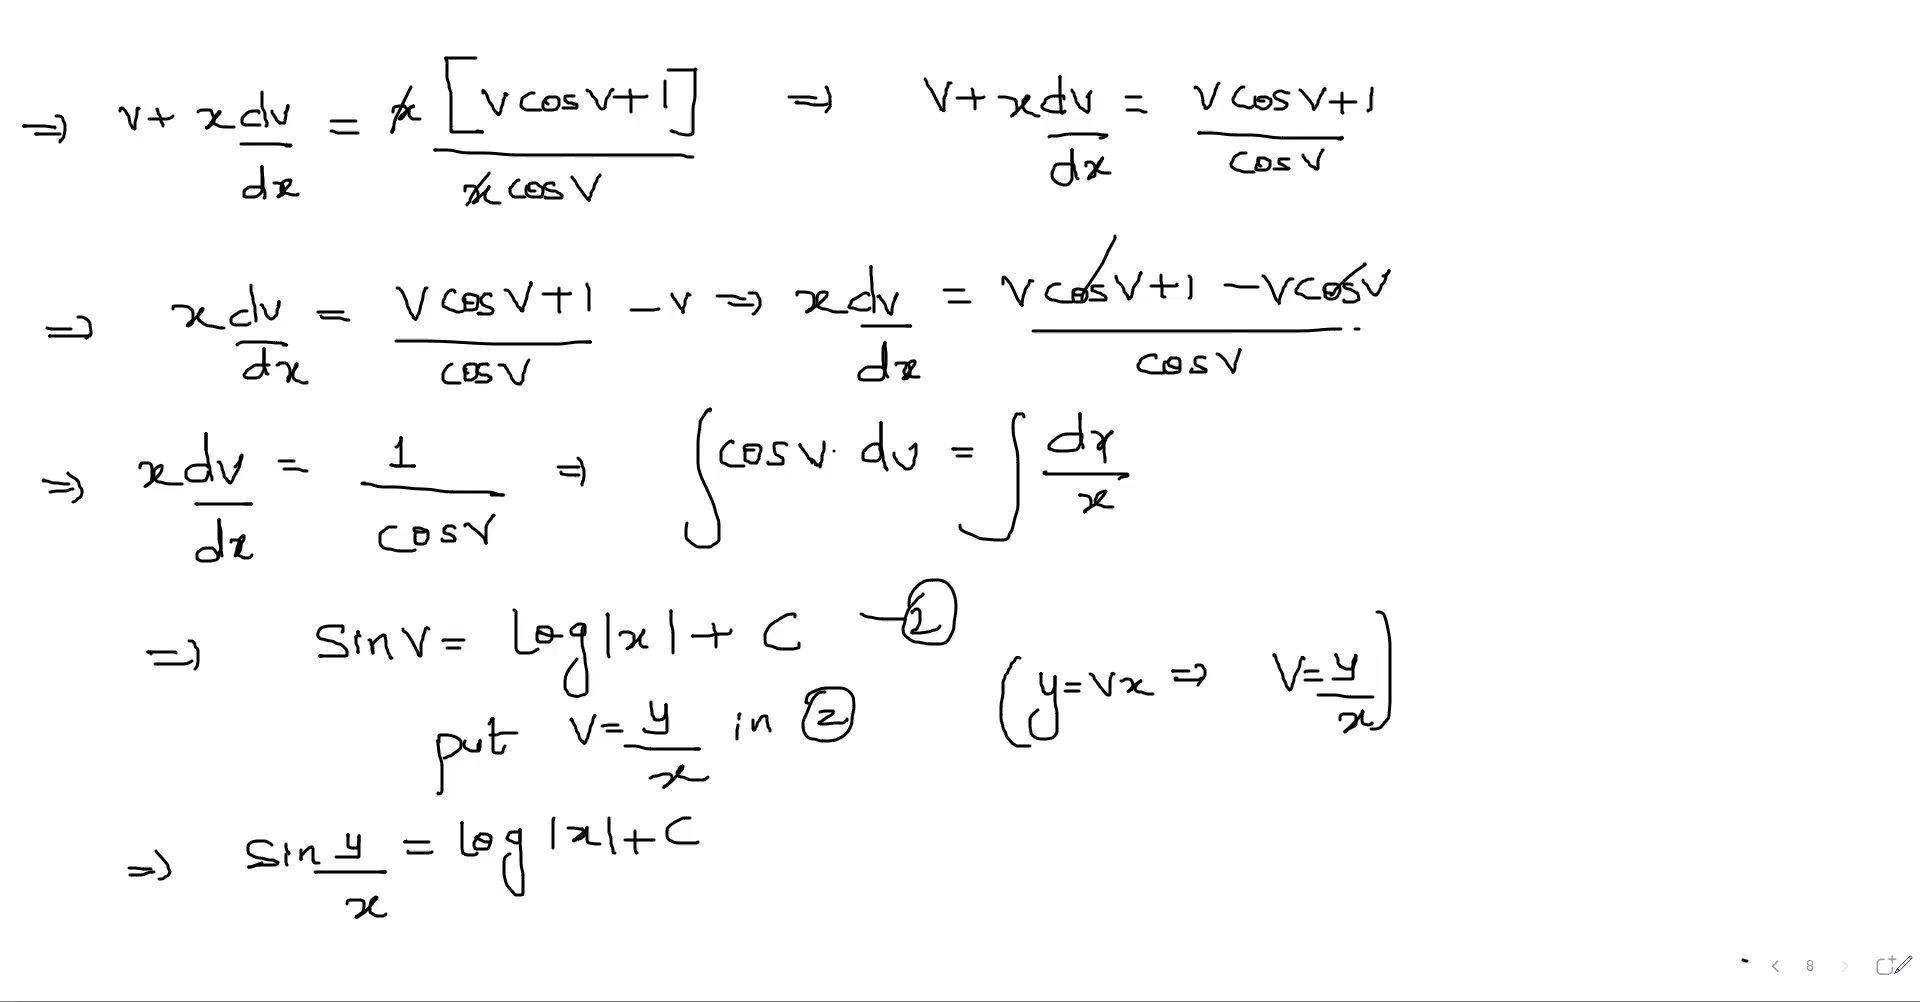 ⇒ v + x dv/dx = x [v cos v + 1] / x cos v ⇒ v + x dv/dx = v cos v + 1 / cos v
⇒ x dv/dx = v cos v + 1 / cos v − v ⇒ x dv/dx = v cos v + 1 − v cos v / cos v
⇒ x dv/dx = 1 / cos v ⇒ ∫ cos v · dv = ∫ dx/x
⇒ Sin v = log |x| + C — 2
(y = vx ⇒ v = y/x)
put v = y/x in 2
⇒ Sin y/x = log |x| + C
8